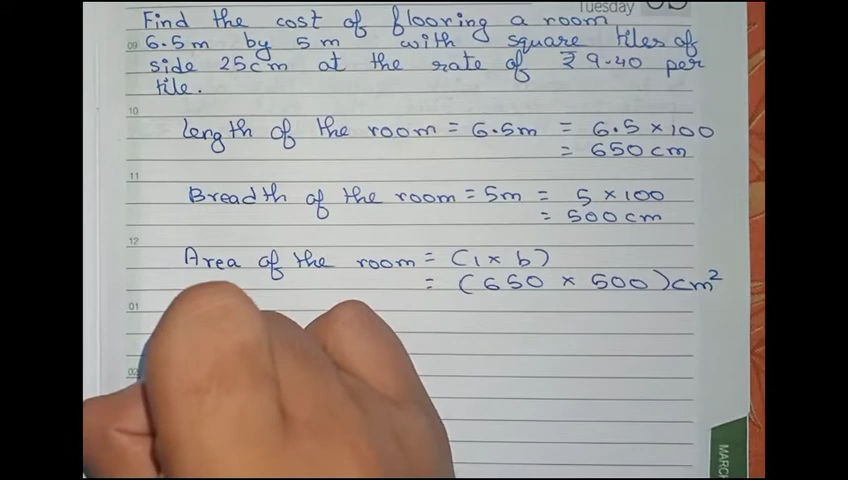 Tuesday
Find the cost of flooring a room
09 6.5m by 5m with square tiles of
side 25cm at the rate of ₹ 9.40 per
tile.
10
length of the room = 6.5m = 6.5 × 100
= 650 cm
11
Breadth of the room = 5m = 5 × 100
= 500 cm
12
Area of the room = (l × b)
= (650 × 500) cm²
01
02
MARCH